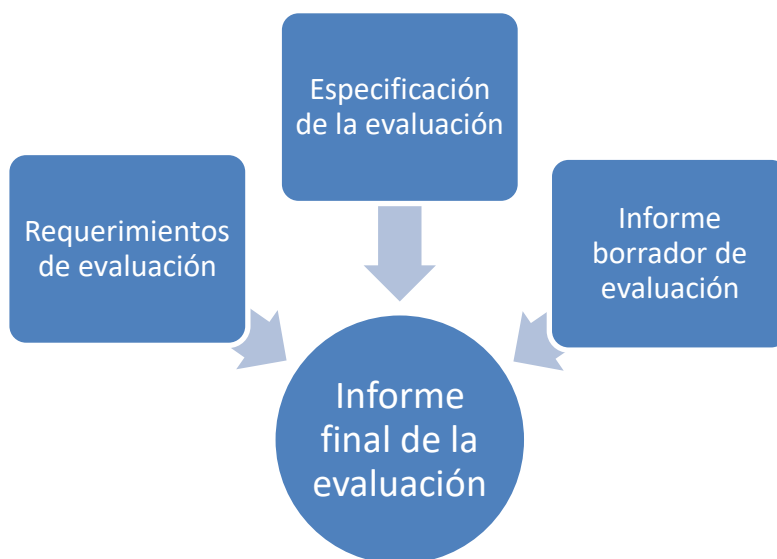 Especificación
de la evaluación
Requerimientos
de evaluación
Informe
borrador de
evaluación
Informe
final de la
evaluación